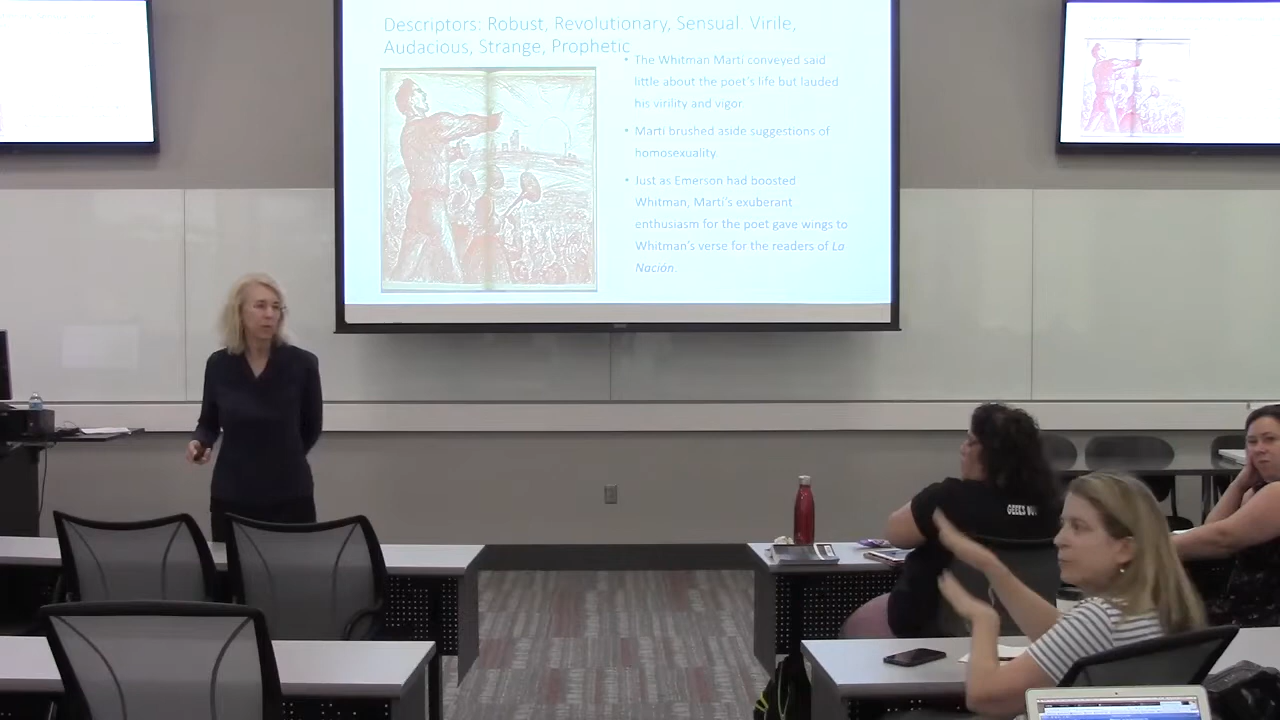 Descriptors: Robust, Revolutionary, Sensual. Virile,
Audacious, Strange, Prophetic
• The Whitman Martí conveyed said
little about the poet's life but lauded
his virility and vigor.
• Martí brushed aside suggestions of
homosexuality
• Just as Emerson had boosted
Whitman, Martí's exuberant
enthusiasm for the poet gave wings to
Whitman's verse for the readers of La
Nación.
GEEKS